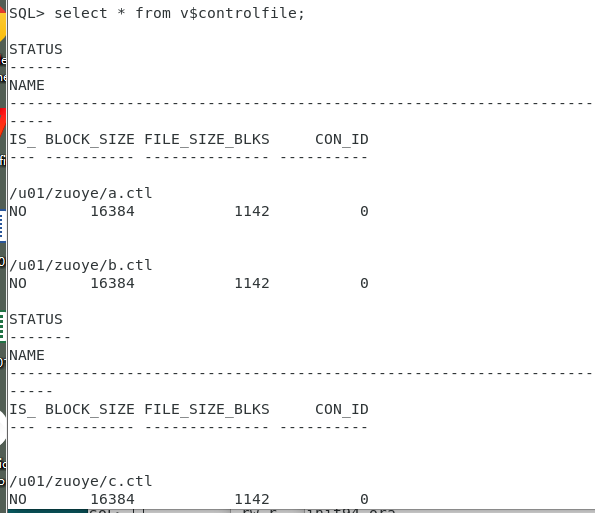 SQL> select * from v$controlfile;
STATUS
-------
NAME
--------------------------------------------------------------------------------
-----
IS_ BLOCK_SIZE FILE_SIZE_BLKS     CON_ID
--- ---------- -------------- ----------
/u01/zuoye/a.ctl
NO       16384           1142          0
/u01/zuoye/b.ctl
NO       16384           1142          0
STATUS
-------
NAME
--------------------------------------------------------------------------------
-----
IS_ BLOCK_SIZE FILE_SIZE_BLKS     CON_ID
--- ---------- -------------- ----------
/u01/zuoye/c.ctl
NO       16384           1142          0